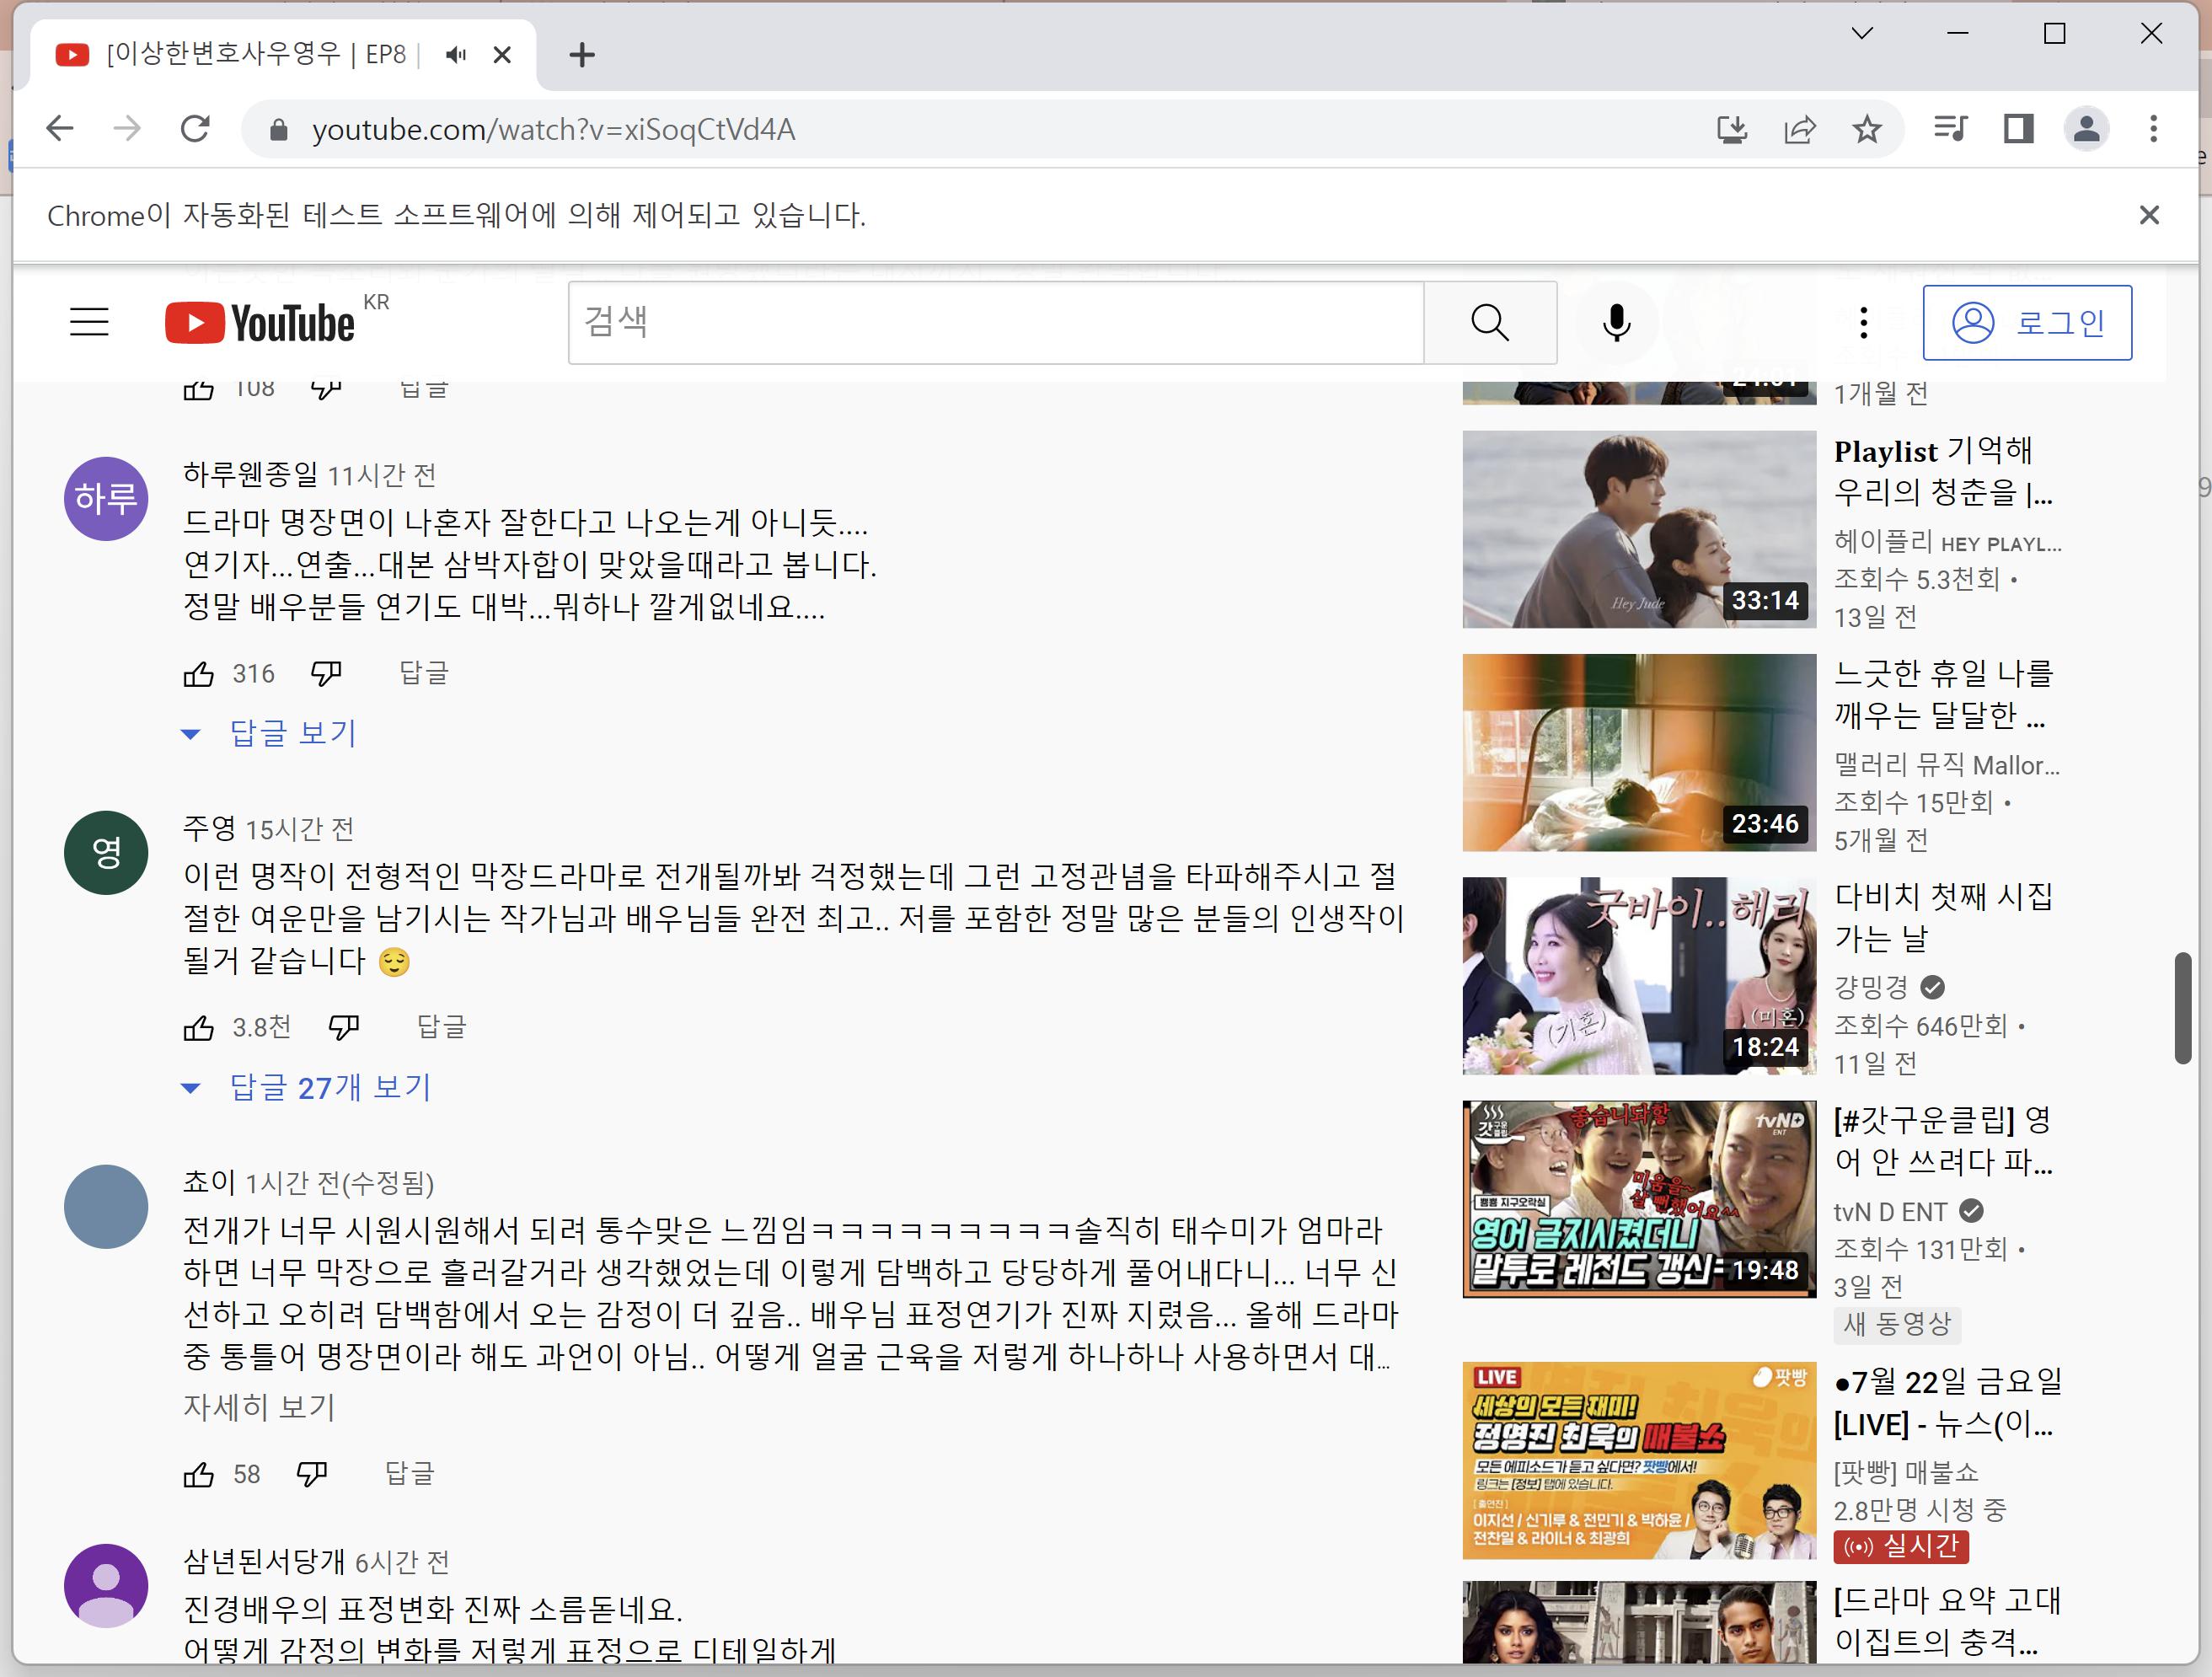 [이상한변호사우영우 | EP8 |
youtube.com/watch?v=xiSoqCtVd4A
Chrome이 자동화된 테스트 소프트웨어에 의해 제어되고 있습니다.
YouTube KR
검색
로그인
108 답글
하루
하루웬종일 11시간 전
드라마 명장면이 나혼자 잘한다고 나오는게 아니듯....
연기자...연출...대본 삼박자합이 맞았을때라고 봅니다.
정말 배우분들 연기도 대박...뭐하나 깔게없네요....
316 답글
답글 보기
영
주영 15시간 전
이런 명작이 전형적인 막장드라마로 전개될까봐 걱정했는데 그런 고정관념을 타파해주시고 절
절한 여운만을 남기시는 작가님과 배우님들 완전 최고.. 저를 포함한 정말 많은 분들의 인생작이
될거 같습니다 😌
3.8천 답글
답글 27개 보기
쵸이 1시간 전(수정됨)
전개가 너무 시원시원해서 되려 통수맞은 느낌임ㅋㅋㅋㅋㅋㅋㅋㅋㅋ솔직히 태수미가 엄마라
하면 너무 막장으로 흘러갈거라 생각했었는데 이렇게 담백하고 당당하게 풀어내다니... 너무 신
선하고 오히려 담백함에서 오는 감정이 더 깊음.. 배우님 표정연기가 진짜 지렸음... 올해 드라마
중 통틀어 명장면이라 해도 과언이 아님.. 어떻게 얼굴 근육을 저렇게 하나하나 사용하면서 대...
자세히 보기
58 답글
삼년된서당개 6시간 전
진경배우의 표정변화 진짜 소름돋네요.
어떻게 감정의 변화를 저렇게 표정으로 디테일하게
1개월 전
Hey Jude
33:14
Playlist 기억해
우리의 청춘을 |...
헤이플리 HEY PLAYL...
조회수 5.3천회 •
13일 전
23:46
느긋한 휴일 나를
깨우는 달달한 ...
맬러리 뮤직 Mallor...
조회수 15만회 •
5개월 전
굿바이..해리
(기혼)
(미혼)
18:24
다비치 첫째 시집
가는 날
걍밍경
조회수 646만회 •
11일 전
좋습니돠핳
tvND
ENT
뿅뿅 지구오락실
영어 금지시켰더니
말투로 레전드 갱신=
19:48
[#갓구운클립] 영
어 안 쓰려다 파...
tvN D ENT
조회수 131만회 •
3일 전
새 동영상
LIVE
팟빵
세상의 모든 재미!
정영진 최욱의 매불쇼
모든 에피소드가 듣고 싶다면? 팟빵에서!
링크는 [정보] 탭에 있습니다.
[출연진]
이지선 / 신기루 & 전민기 & 박하윤 /
전찬일 & 라이너 & 최광희
●7월 22일 금요일
[LIVE] - 뉴스(이...
[팟빵] 매불쇼
2.8만명 시청 중
실시간
[드라마 요약 고대
이집트의 충격...